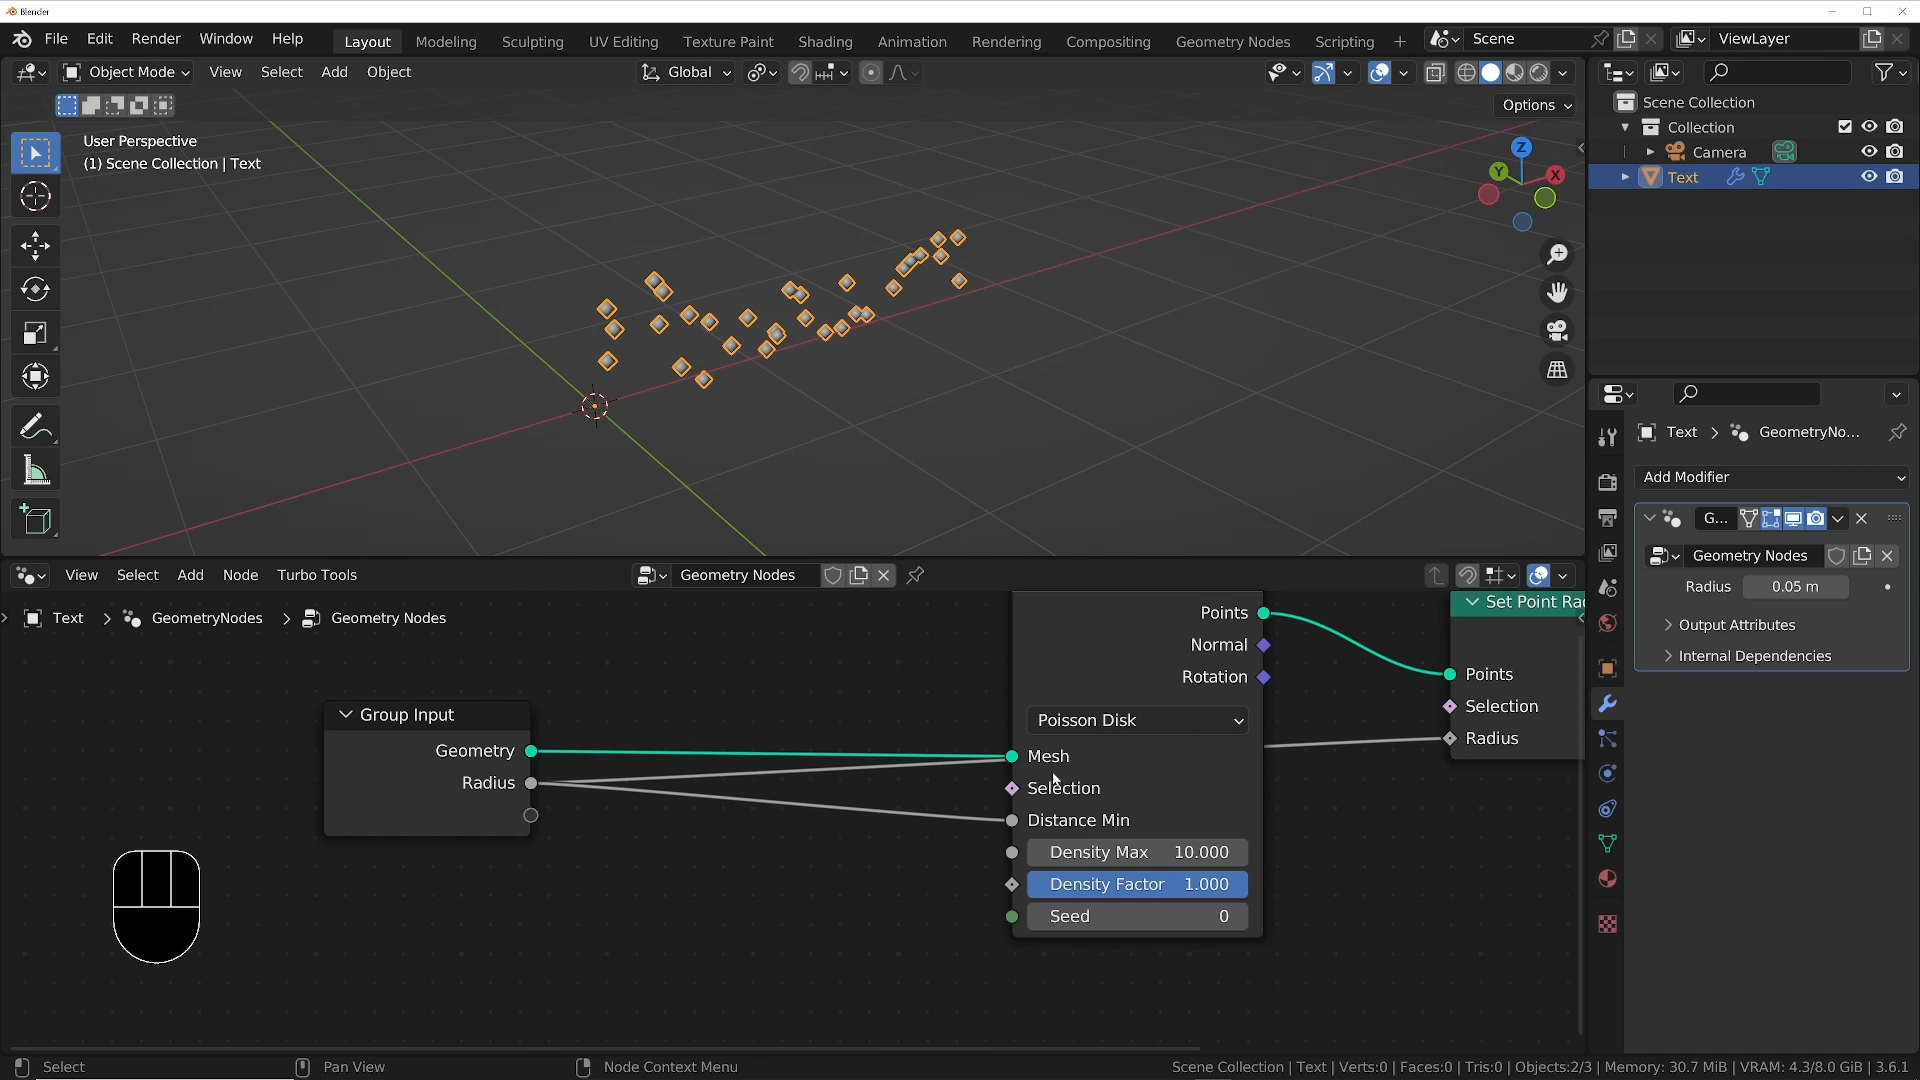 Blender
File Edit Render Window Help Layout Modeling Sculpting UV Editing Texture Paint Shading Animation Rendering Compositing Geometry Nodes Scripting + Scene ViewLayer
Object Mode View Select Add Object Global
Options
User Perspective
(1) Scene Collection | Text
Z
Y
X
Scene Collection
Collection
Camera
Text
Text > GeometryNo...
Add Modifier
G...
Geometry Nodes
Radius 0.05 m
Output Attributes
Internal Dependencies
View Select Add Node Turbo Tools Geometry Nodes
Text > GeometryNodes > Geometry Nodes
Group Input
Geometry
Radius
Points
Normal
Rotation
Poisson Disk
Mesh
Selection
Distance Min
Density Max 10.000
Density Factor 1.000
Seed 0
Set Point Rad
Points
Selection
Radius
Select Pan View Node Context Menu Scene Collection | Text | Verts:0 | Faces:0 | Tris:0 | Objects:2/3 | Memory: 30.7 MiB | VRAM: 4.3/8.0 GiB | 3.6.1